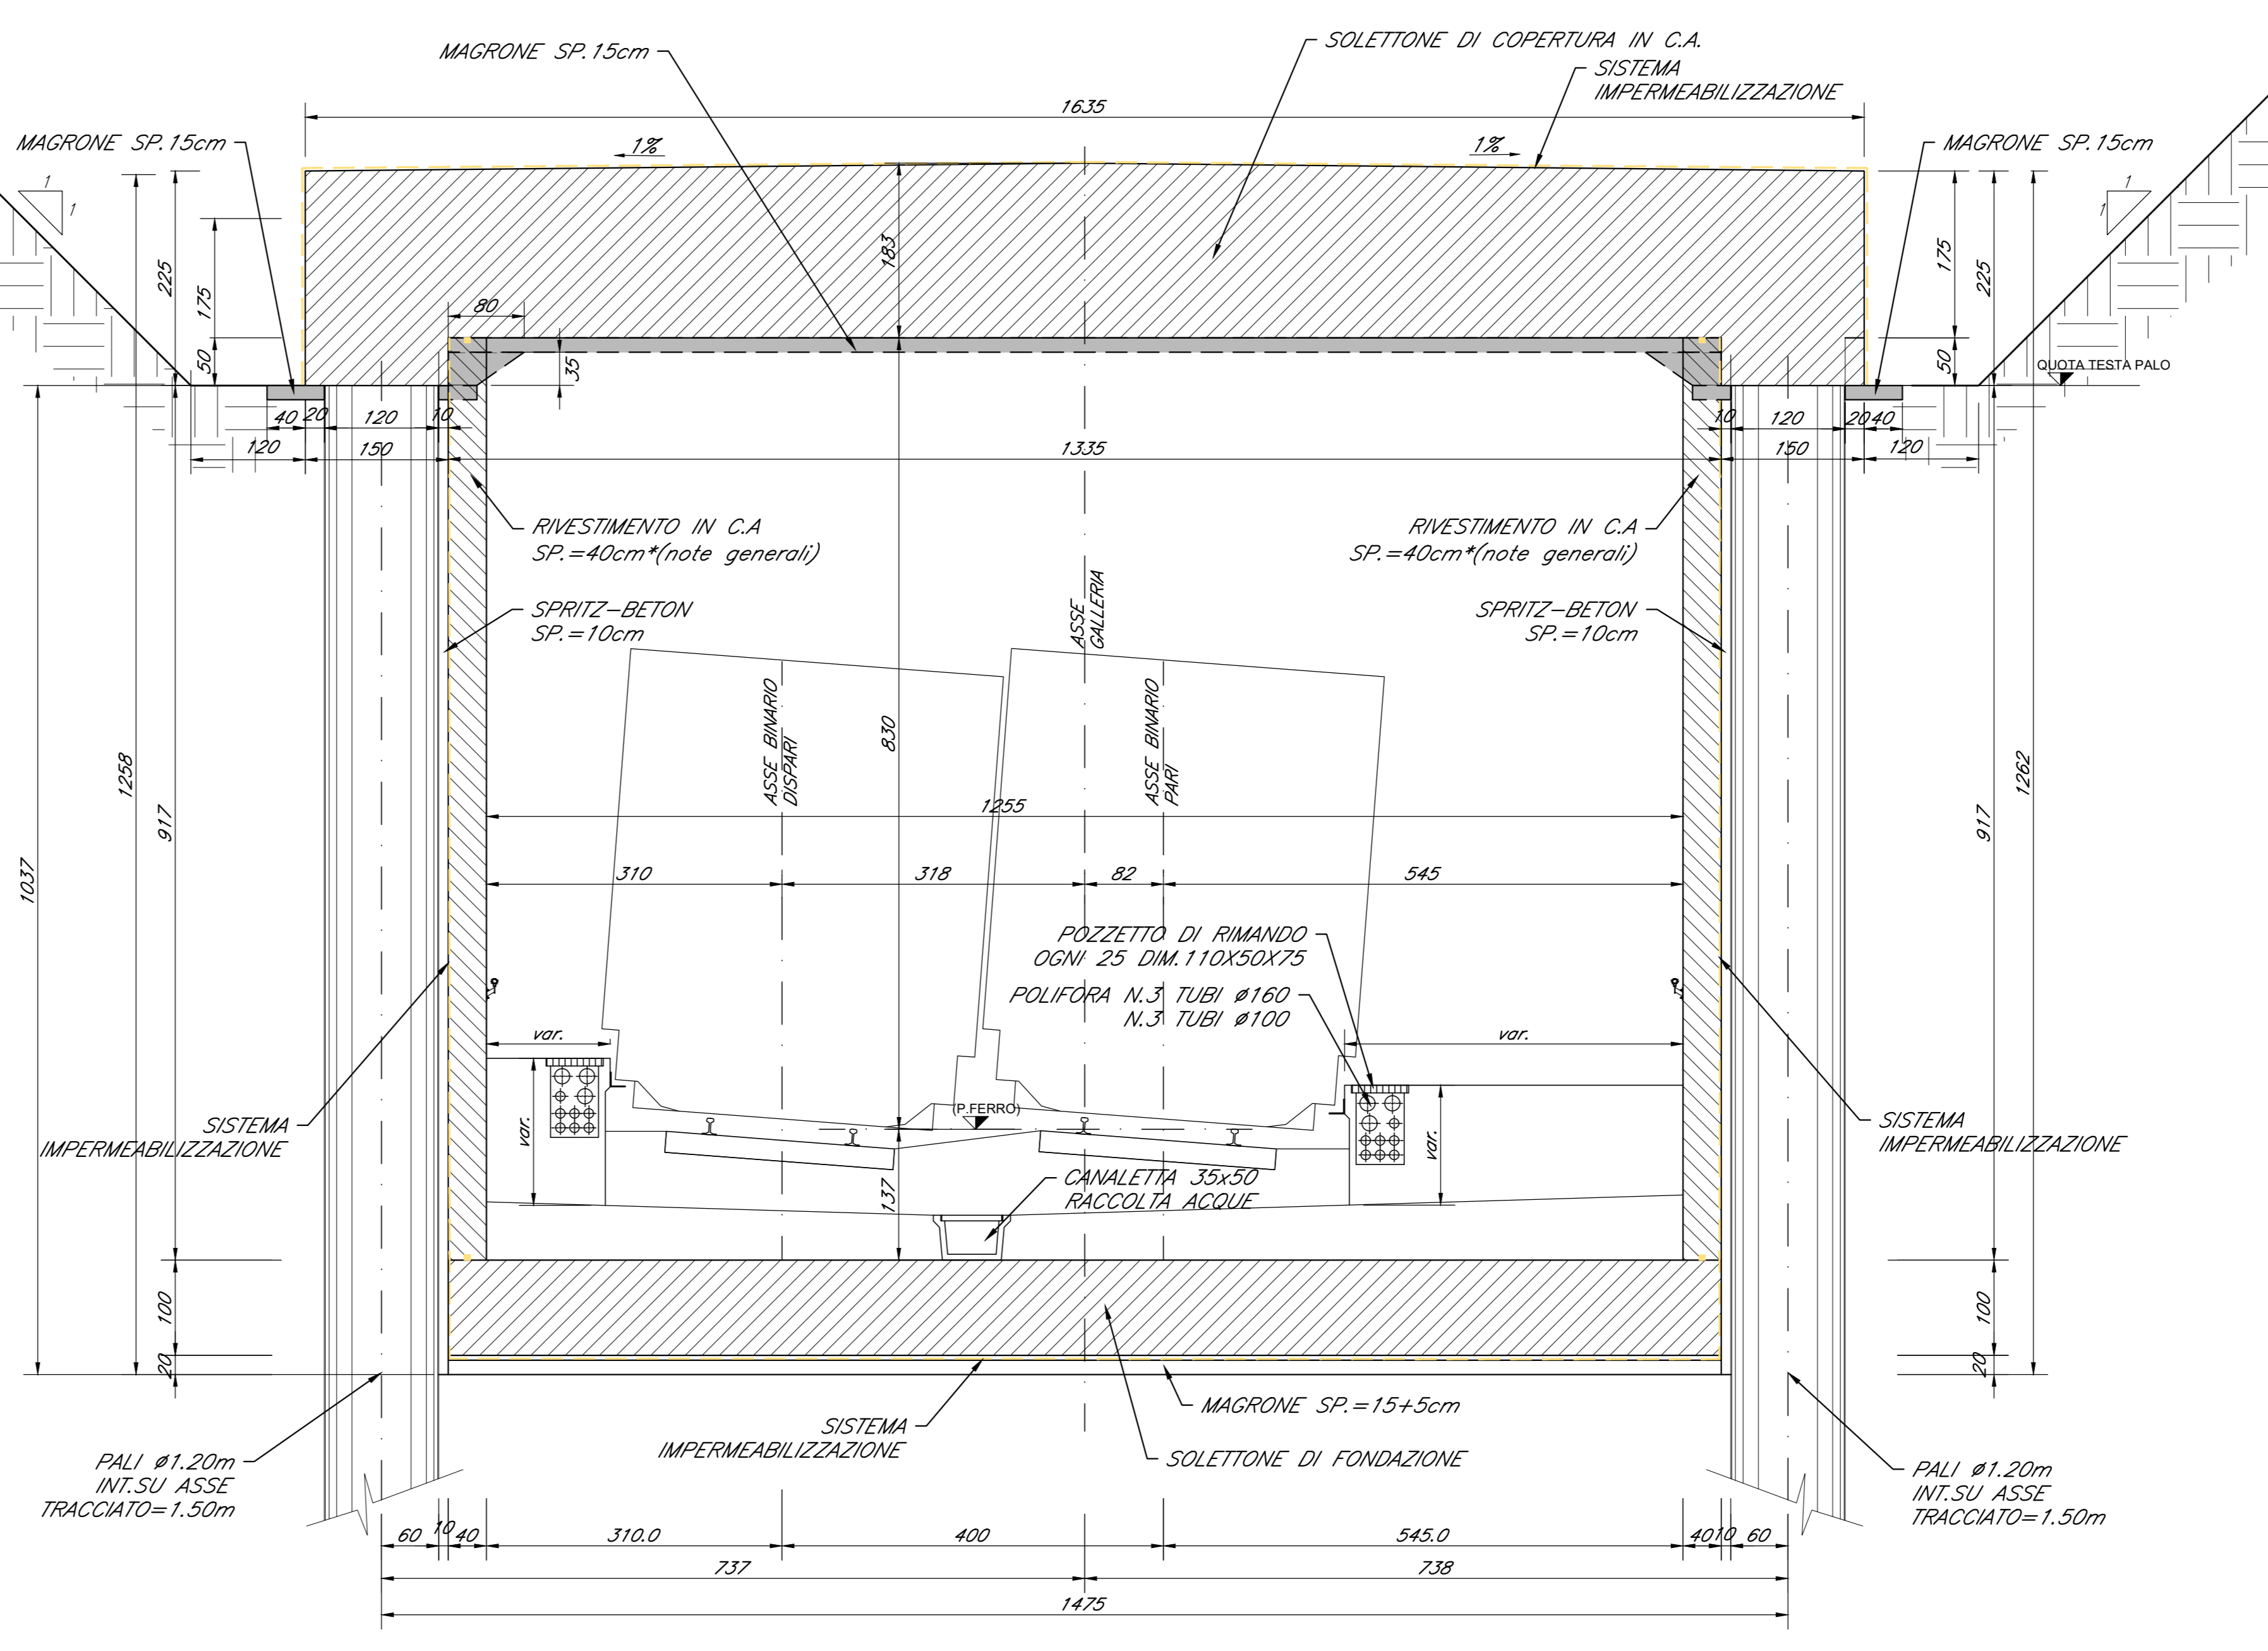 MAGRONE SP.15cm
SOLETTONE DI COPERTURA IN C.A.
SISTEMA
IMPERMEABILIZZAZIONE
1635
MAGRONE SP.15cm
1%
1%
MAGRONE SP.15cm
1
1
1
1
225
175
50
183
175
225
50
80
35
QUOTA TESTA PALO
40
20
120
10
120
150
1335
10
120
20
40
150
120
RIVESTIMENTO IN C.A
SP.=40cm*(note generali)
RIVESTIMENTO IN C.A
SP.=40cm*(note generali)
SPRITZ-BETON
SP.=10cm
SPRITZ-BETON
SP.=10cm
ASSE
GALLERIA
ASSE BINARIO
DISPARI
ASSE BINARIO
PARI
830
1258
917
1037
1262
917
1255
310
318
82
545
POZZETTO DI RIMANDO
OGNI 25 DIM.110X50X75
POLIFORA N.3 TUBI ø160
N.3 TUBI ø100
var.
var.
var.
var.
(P.FERRO)
SISTEMA
IMPERMEABILIZZAZIONE
SISTEMA
IMPERMEABILIZZAZIONE
CANALETTA 35x50
RACCOLTA ACQUE
137
100
20
100
20
MAGRONE SP.=15+5cm
SISTEMA
IMPERMEABILIZZAZIONE
SOLETTONE DI FONDAZIONE
PALI ø1.20m
INT.SU ASSE
TRACCIATO=1.50m
PALI ø1.20m
INT.SU ASSE
TRACCIATO=1.50m
60
10
40
310.0
400
545.0
40
10
60
737
738
1475